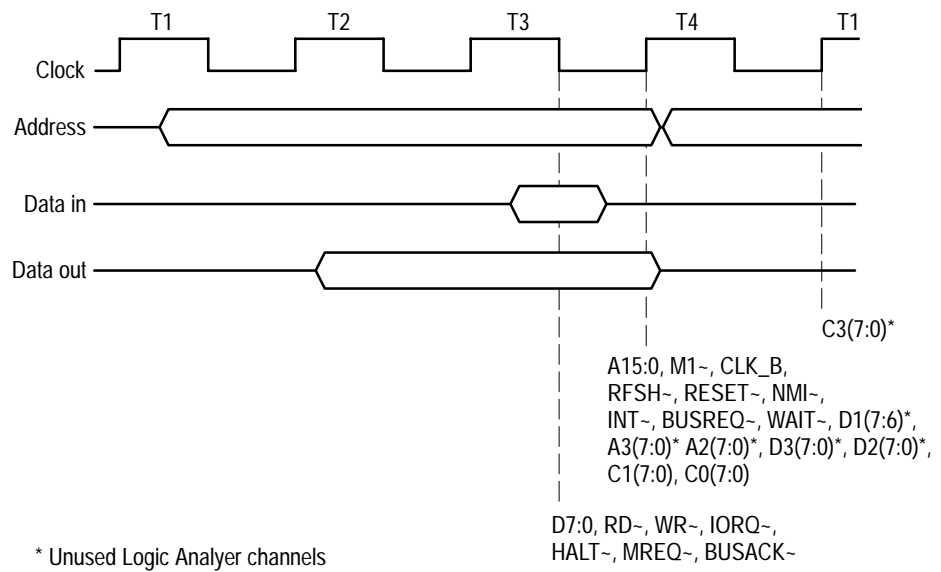 T1 T2 T3 T4 T1
Clock
Address
Data in
Data out
C3(7:0)*
A15:0, M1~, CLK_B,
RFSH~, RESET~, NMI~,
INT~, BUSREQ~, WAIT~, D1(7:6)*,
A3(7:0)* A2(7:0)*, D3(7:0)*, D2(7:0)*,
C1(7:0), C0(7:0)
D7:0, RD~, WR~, IORQ~,
HALT~, MREQ~, BUSACK~
* Unused Logic Analyer channels